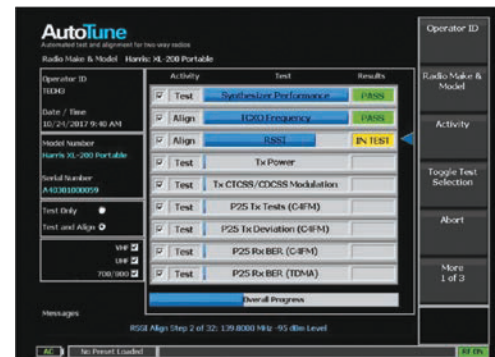 AutoTune
Automated test and alignment for two-way radios
Radio Make & Model Harris: XL-200 Portable
Operator ID
TECH3
Date / Time
10/24/2017 9:40 AM
Model Number
Harris XL-200 Portable
Serial Number
A40301000059
Test Only
Test and Align
VHF
UHF
700/800
Activity Test Results
Test Synthesizer Performance PASS
Align TCXO Frequency PASS
Align RSSI IN TEST
Test Tx Power
Test Tx CTCSS/CDCSS Modulation
Test P25 Tx Tests (C4FM)
Test P25 Tx Deviation (C4FM)
Test P25 Rx BER (C4FM)
Test P25 Rx BER (TDMA)
Overall Progress
Messages
RSSI Align Step 2 of 32: 139.8000 MHz -95 dBm Level
AC No Preset Loaded RF ON
Operator ID
Radio Make &
Model
Activity
Toggle Test
Selection
Abort
More
1 of 3